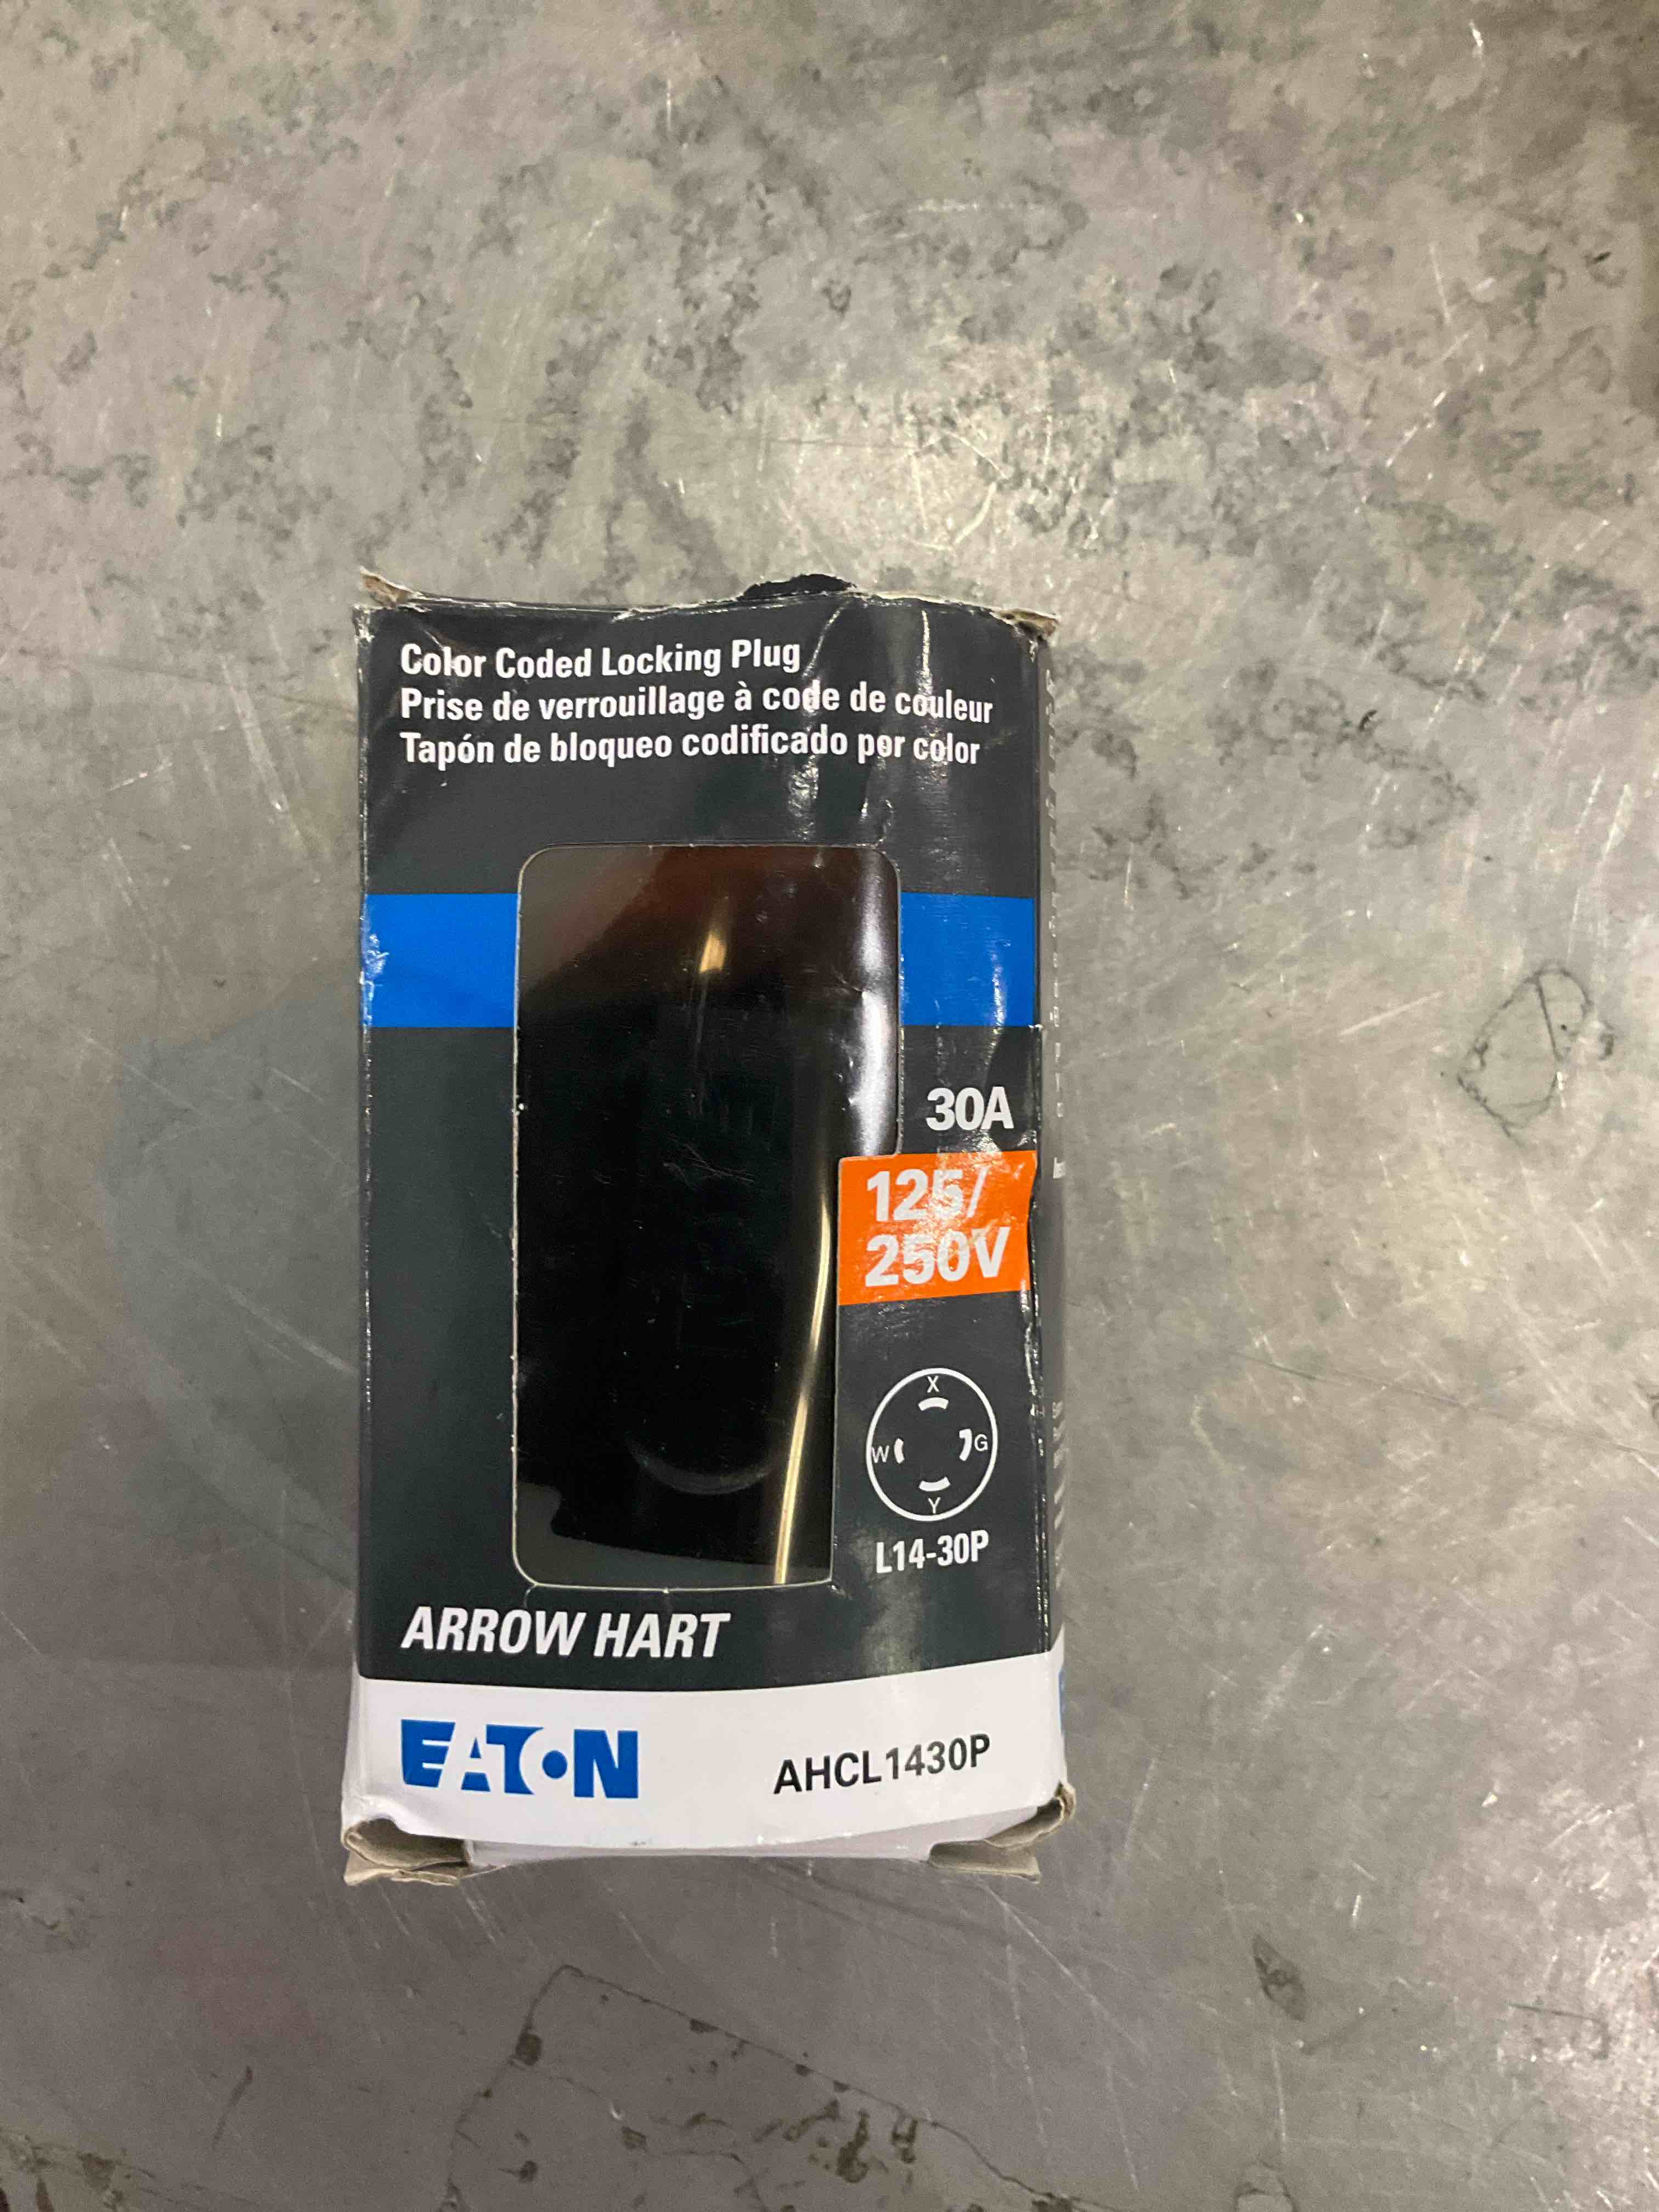 Color Coded Locking Plug
Prise de verrouillage à code de couleur
Tapón de bloqueo codificado por color
30A
125/
250V
X
W
G
Y
L14-30P
ARROW HART
EATON
AHCL1430P